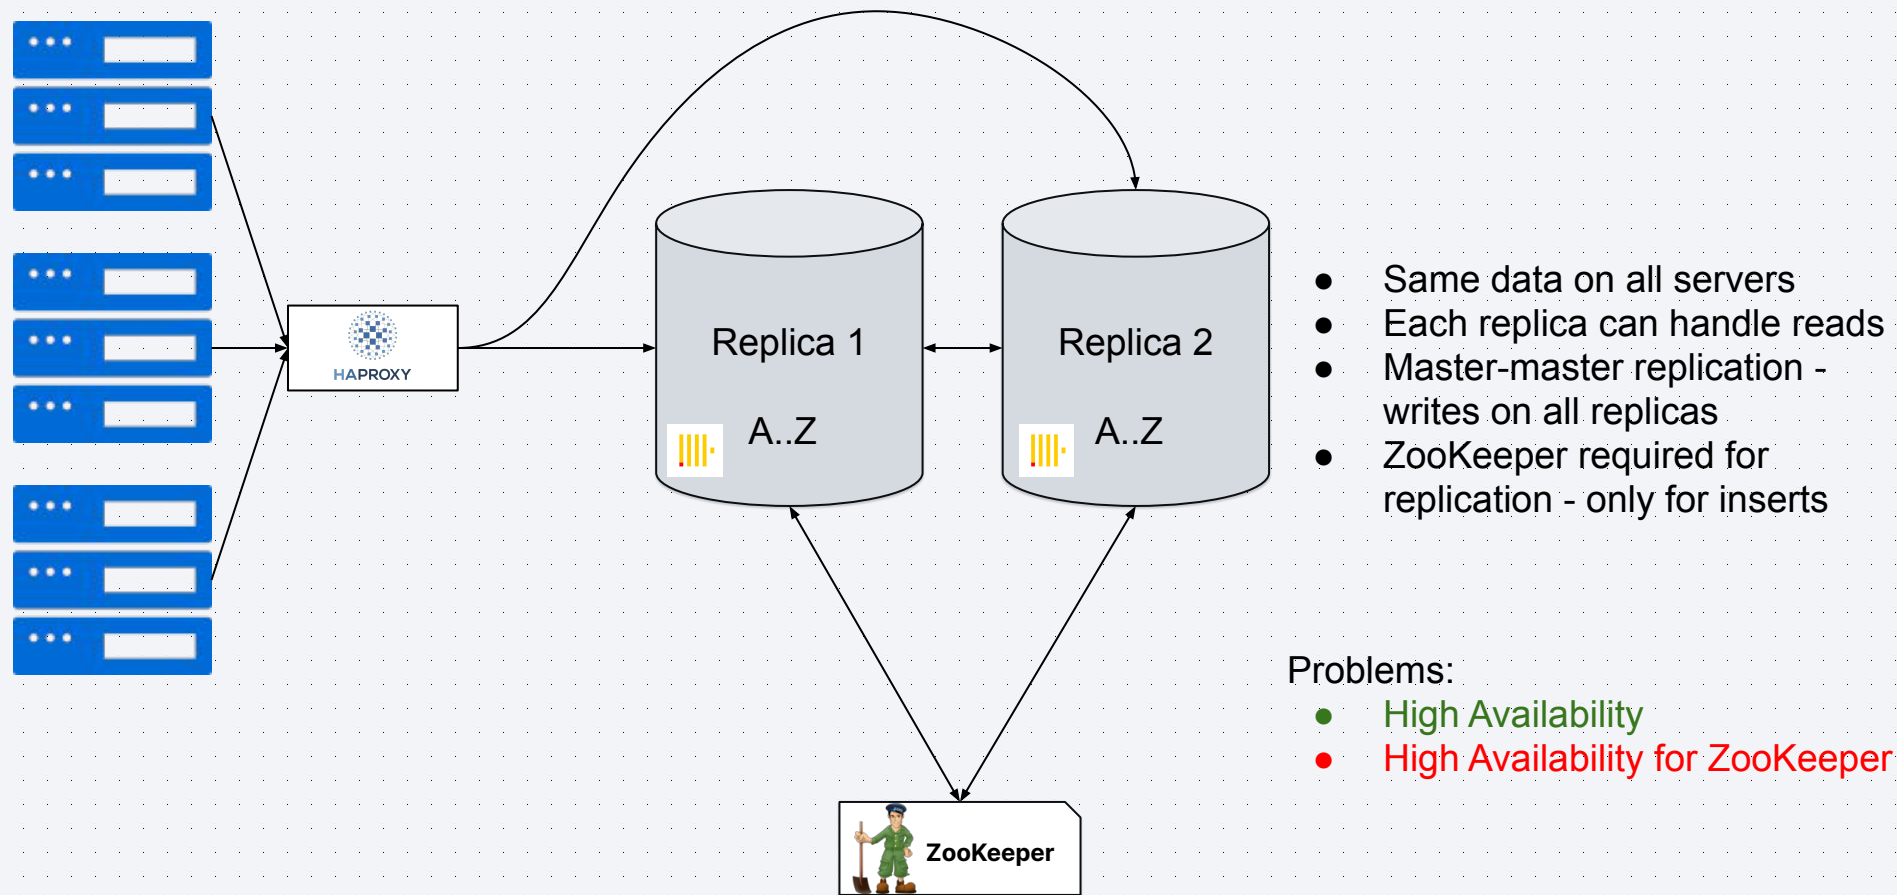 HAPROXY
Replica 1
A..Z
Replica 2
A..Z
● Same data on all servers
● Each replica can handle reads
● Master-master replication -
writes on all replicas
● ZooKeeper required for
replication - only for inserts
Problems:
● High Availability
● High Availability for ZooKeeper
ZooKeeper